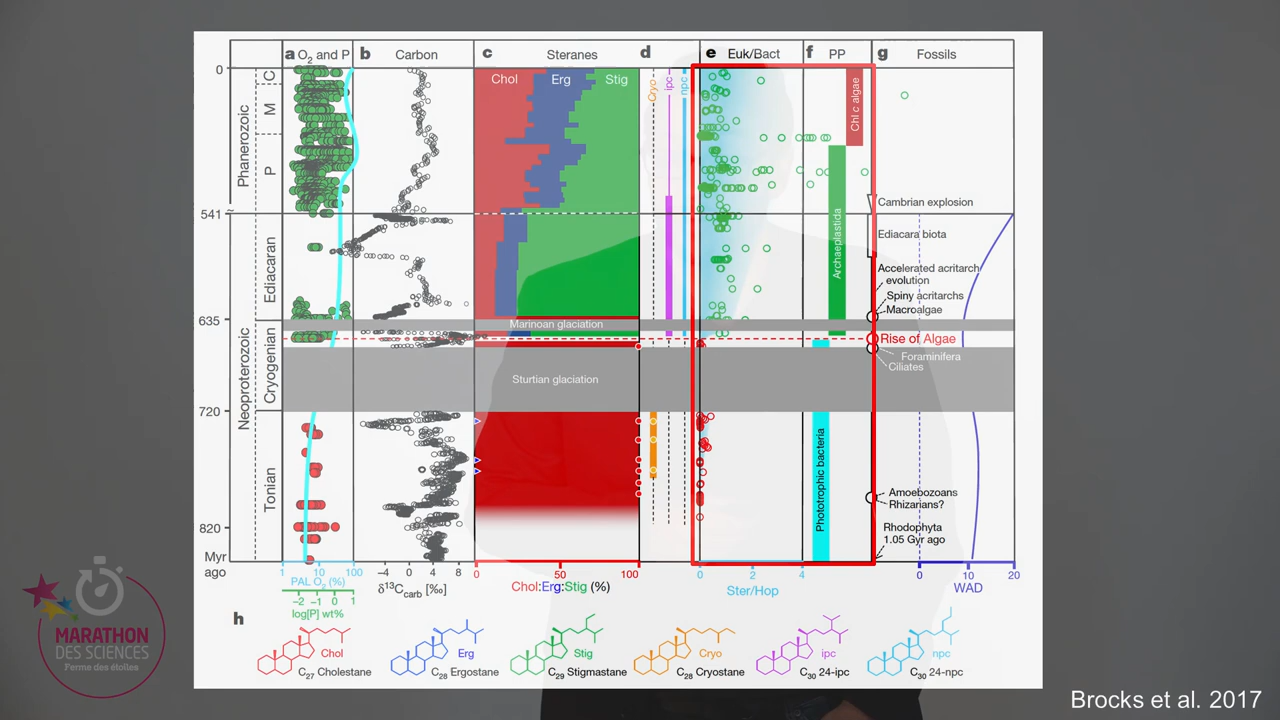 a O₂ and P b Carbon c Steranes d e Euk/Bact f PP g Fossils
0
Phanerozoic
C
M
P
541
~
Neoproterozoic
Ediacaran
635
Cryogenian
720
Tonian
820
Myr
ago
Chol Erg Stig
Cryo
ipc
npc
Chl c algae
Archaeplastida
Phototrophic bacteria
Cambrian explosion
Ediacara biota
Accelerated acritarch
evolution
Spiny acritarchs
Macroalgae
Marinoan glaciation
Rise of Algae
Foraminifera
Ciliates
Sturtian glaciation
Amoebozoans
Rhizarians?
Rhodophyta
1.05 Gyr ago
1 10 100
PAL O₂ (%)
−2 −1 0 1
log[P] wt%
−4 0 4 8
δ¹³Ccarb [‰]
0 50 100
Chol:Erg:Stig (%)
0 2 4
Ster/Hop
0 10 20
WAD
h
Chol
C₂₇ Cholestane
Erg
C₂₈ Ergostane
Stig
C₂₉ Stigmastane
Cryo
C₂₈ Cryostane
ipc
C₃₀ 24-ipc
npc
C₃₀ 24-npc
MARATHON
DES SCIENCES
Ferme des étoiles
Brocks et al. 2017